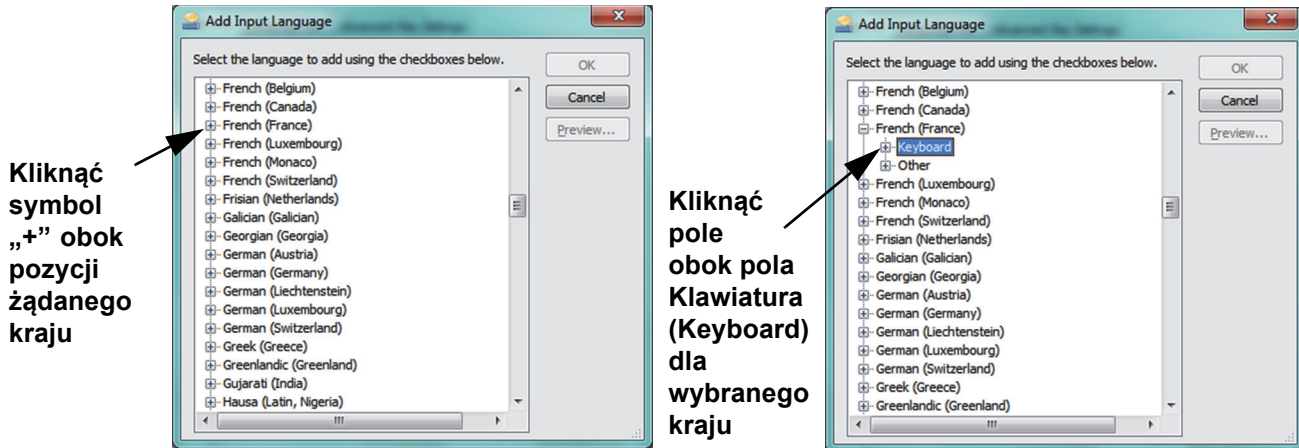 Kliknąć
symbol
„+” obok
pozycji
żądanego
kraju
Add Input Language
Select the language to add using the checkboxes below.
French (Belgium)
French (Canada)
French (France)
French (Luxembourg)
French (Monaco)
French (Switzerland)
Frisian (Netherlands)
Galician (Galician)
Georgian (Georgia)
German (Austria)
German (Germany)
German (Liechtenstein)
German (Luxembourg)
German (Switzerland)
Greek (Greece)
Greenlandic (Greenland)
Gujarati (India)
Hausa (Latin, Nigeria)
OK
Cancel
Preview...
Kliknąć
pole
obok pola
Klawiatura
(Keyboard)
dla
wybranego
kraju
Add Input Language
Select the language to add using the checkboxes below.
French (Belgium)
French (Canada)
French (France)
Keyboard
Other
French (Luxembourg)
French (Monaco)
French (Switzerland)
Frisian (Netherlands)
Galician (Galician)
Georgian (Georgia)
German (Austria)
German (Germany)
German (Liechtenstein)
German (Luxembourg)
German (Switzerland)
Greek (Greece)
Greenlandic (Greenland)
OK
Cancel
Preview...